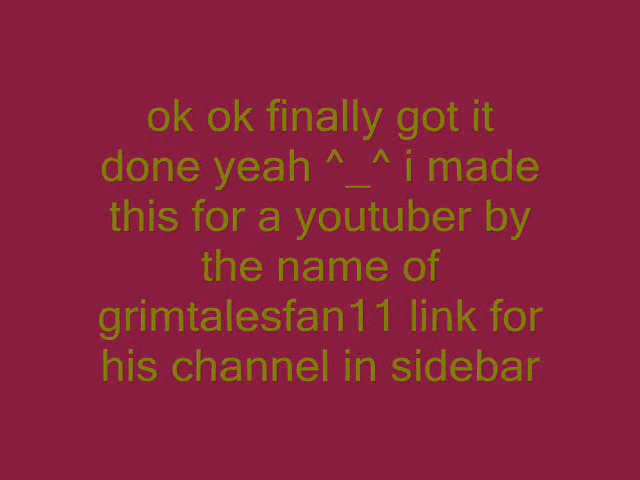 ok ok finally got it
done yeah ^_^ i made
this for a youtuber by
the name of
grimtalesfan11 link for
his channel in sidebar